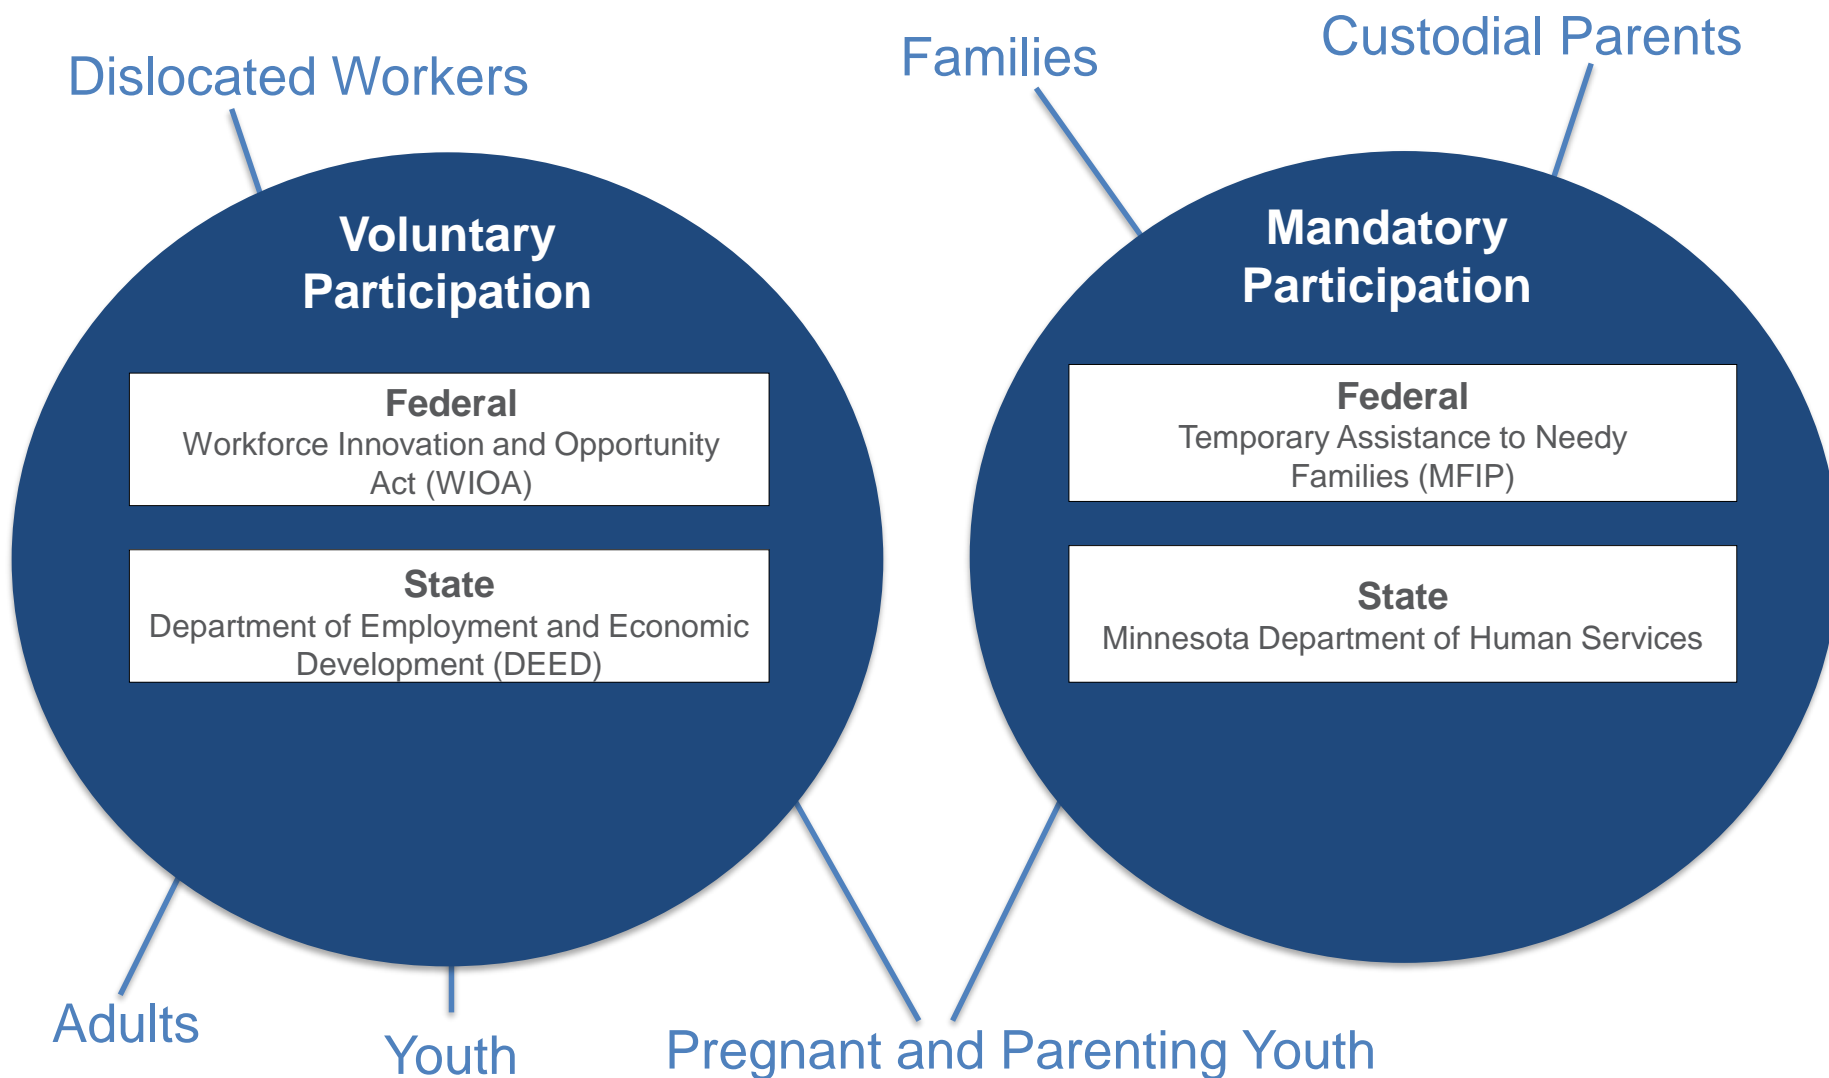 Dislocated Workers
Families
Custodial Parents
Voluntary
Participation
Federal
Workforce Innovation and Opportunity
Act (WIOA)
State
Department of Employment and Economic
Development (DEED)
Mandatory
Participation
Federal
Temporary Assistance to Needy
Families (MFIP)
State
Minnesota Department of Human Services
Adults
Youth
Pregnant and Parenting Youth